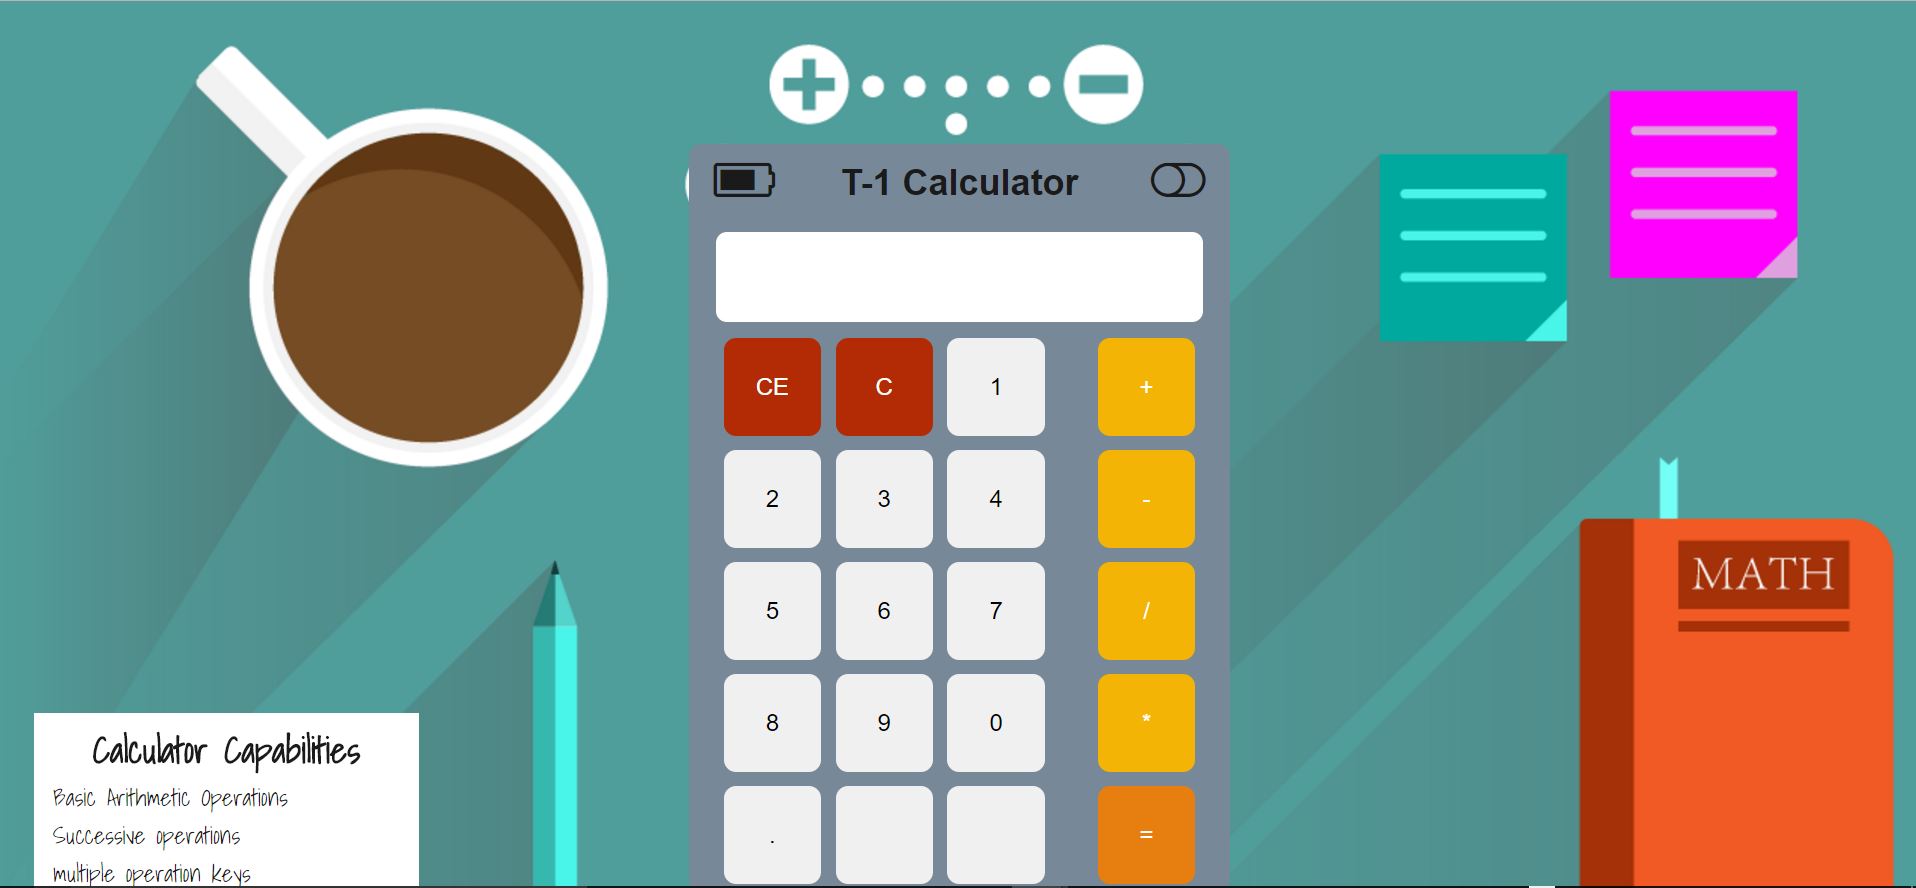 T-1 Calculator
CE C 1 +
2 3 4 -
5 6 7 /
8 9 0 *
. =
MATH
Calculator Capabilities
Basic Arithmetic Operations
Successive operations
multiple operation keys